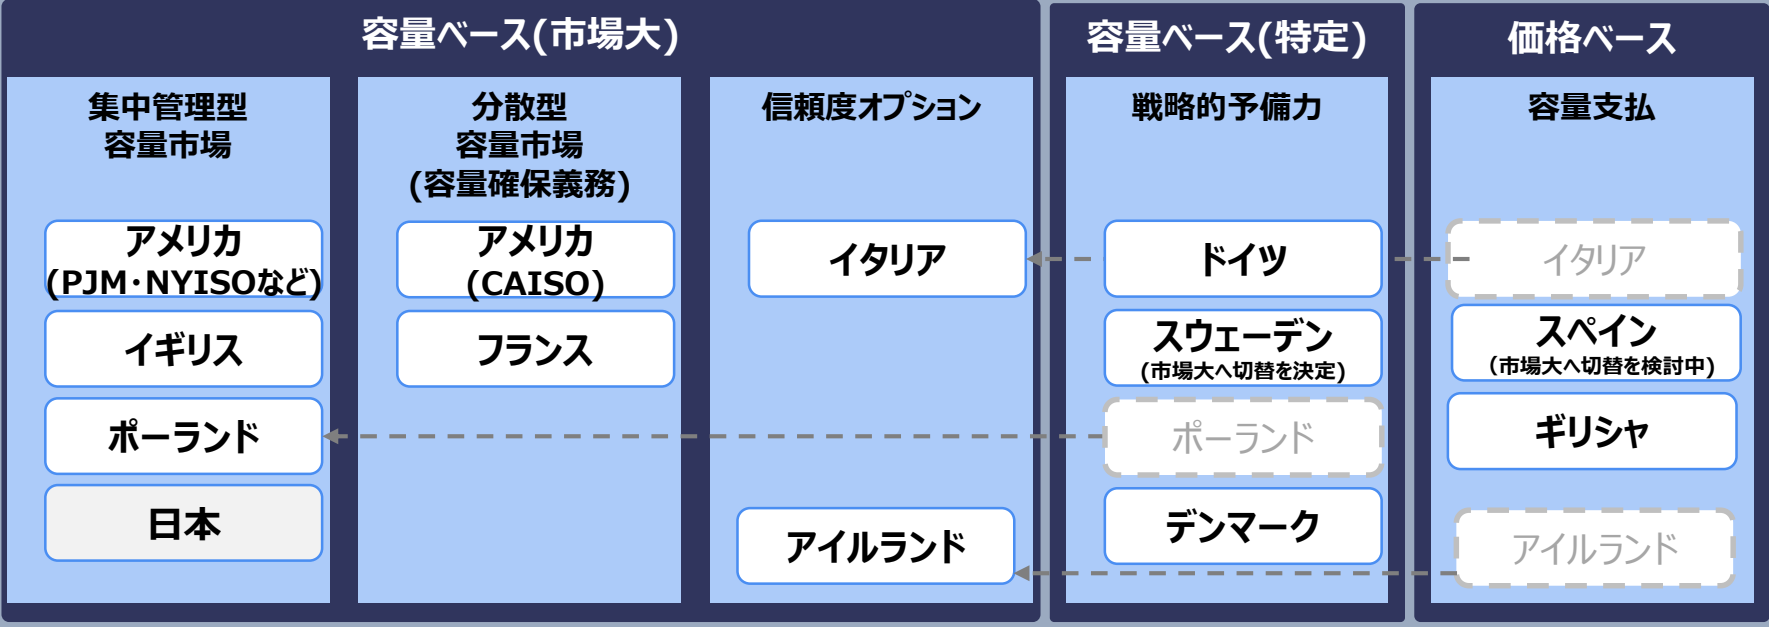 容量ベース(市場大)
集中管理型
容量市場
アメリカ
(PJM・NYISOなど)
イギリス
ポーランド
日本
分散型
容量市場
(容量確保義務)
アメリカ
(CAISO)
フランス
信頼度オプション
イタリア
アイルランド
容量ベース(特定)
戦略的予備力
ドイツ
スウェーデン
(市場大へ切替を決定)
ポーランド
デンマーク
価格ベース
容量支払
イタリア
スペイン
(市場大へ切替を検討中)
ギリシャ
アイルランド